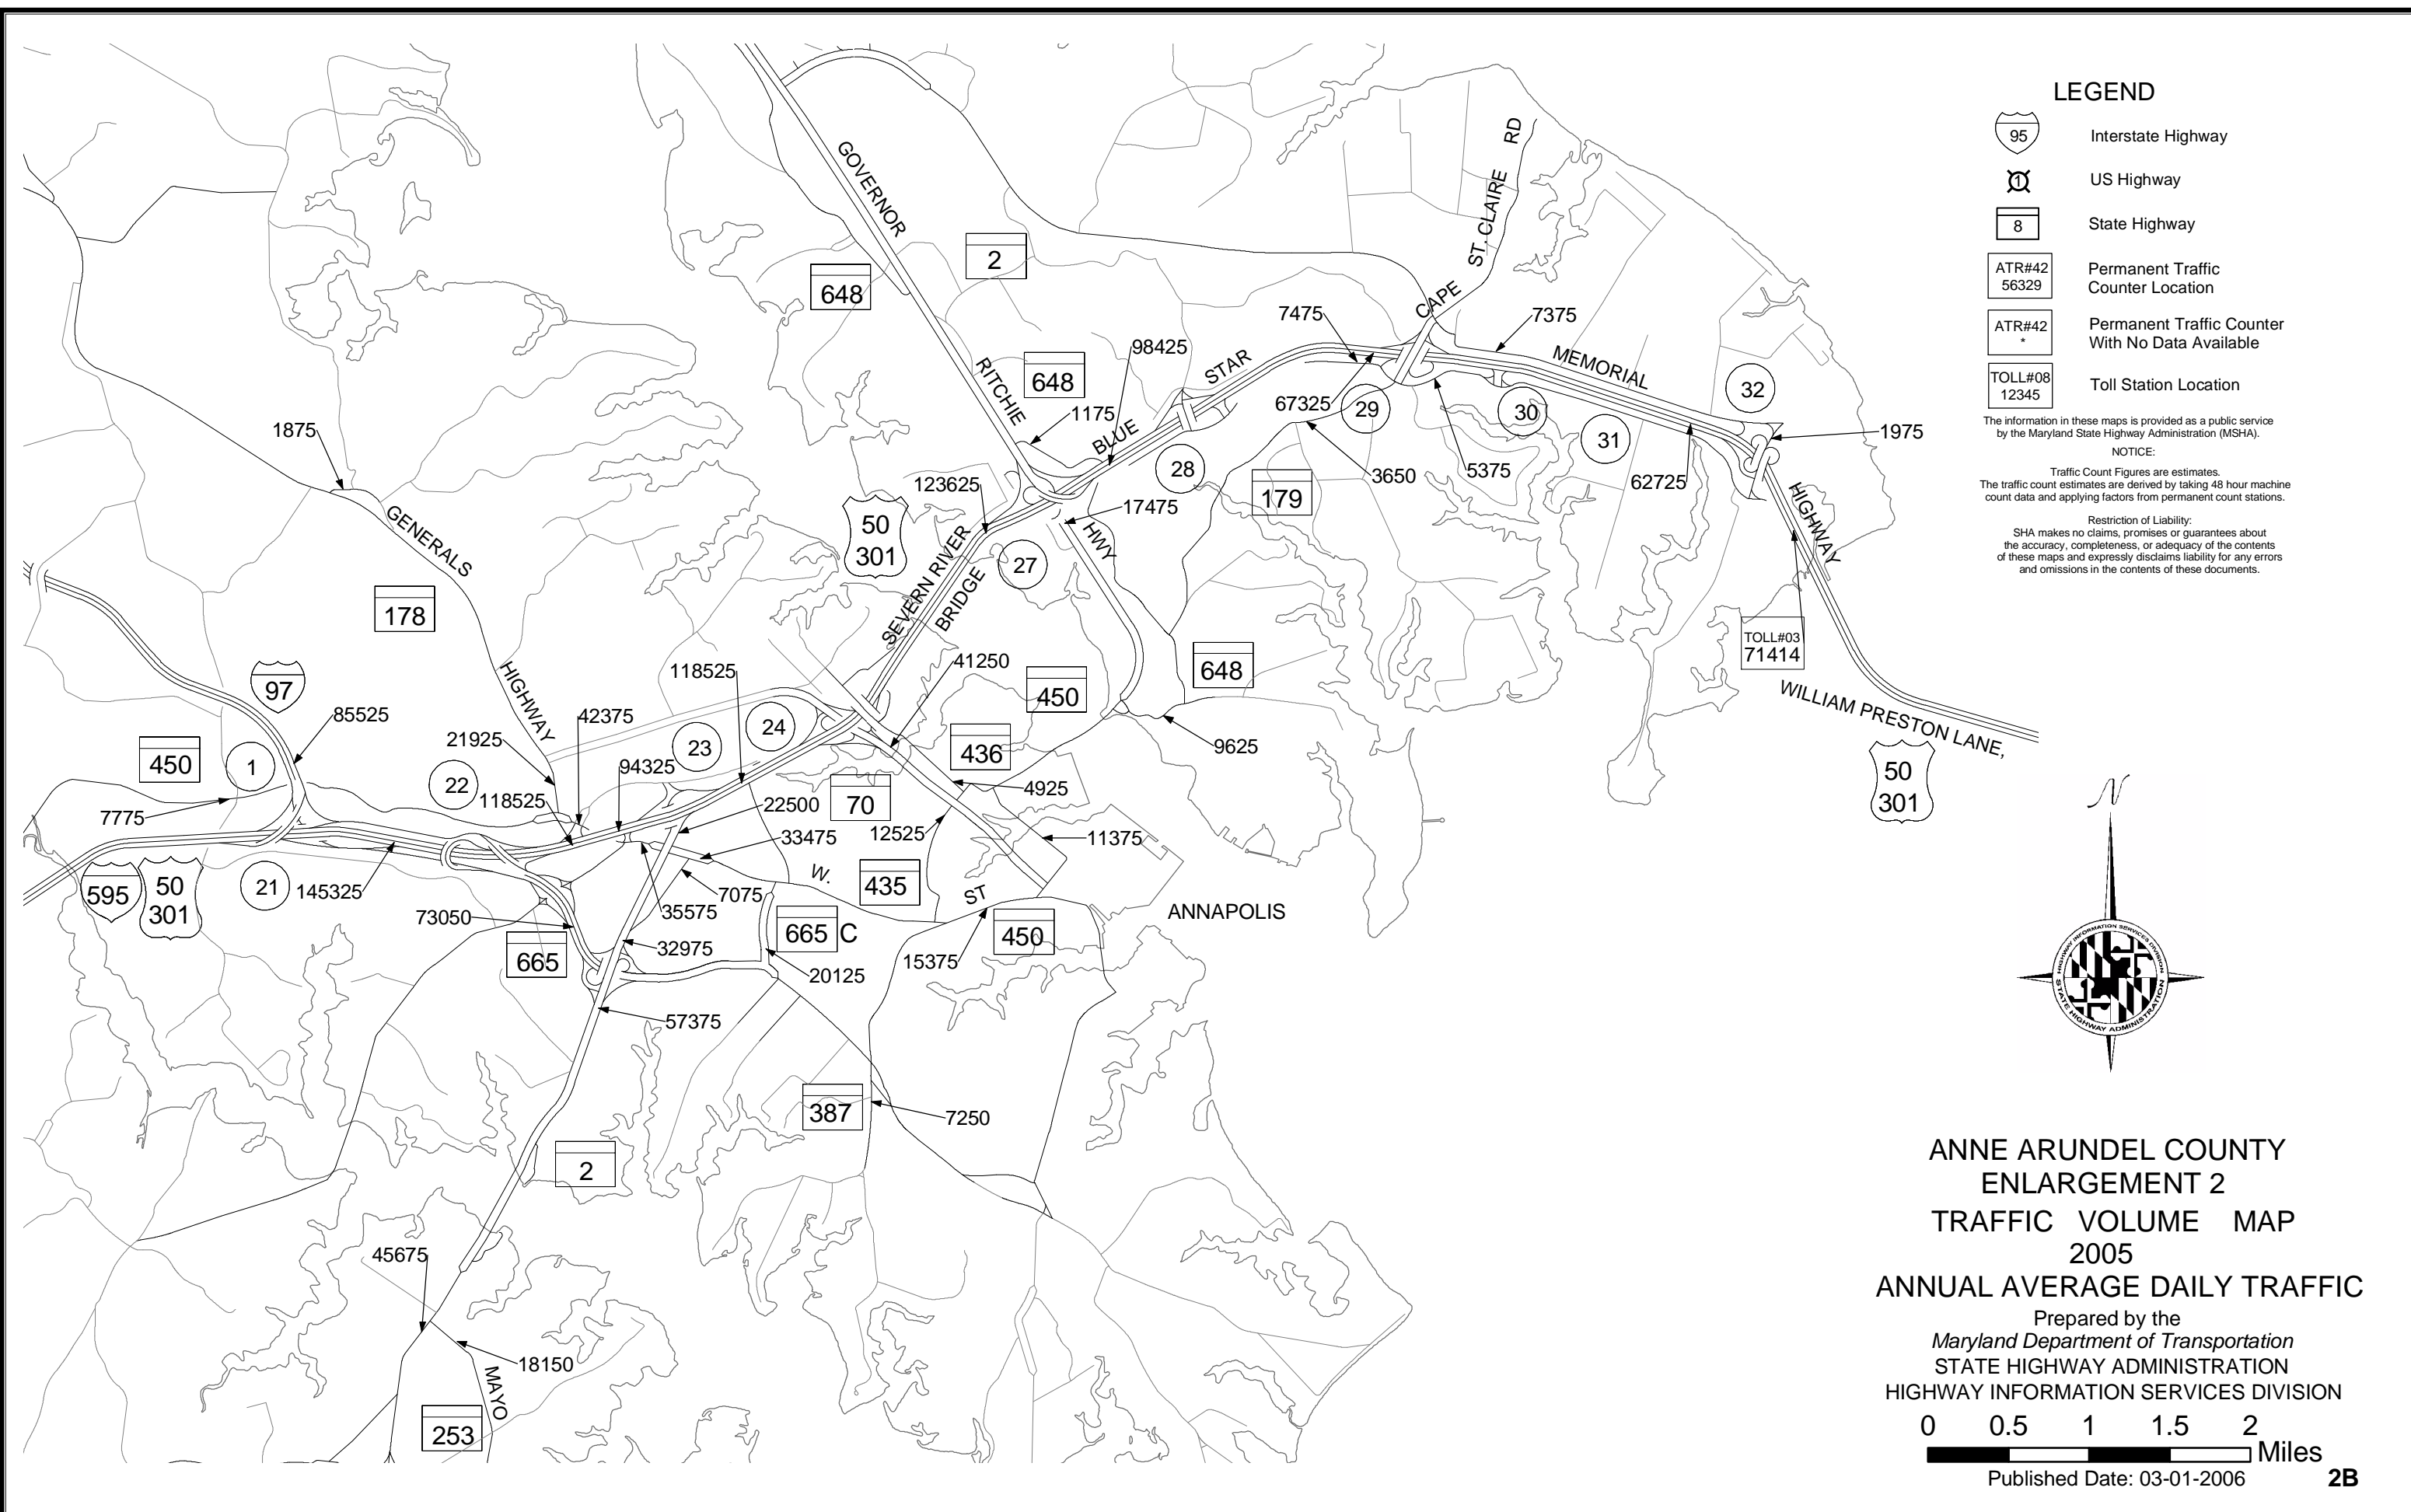 LEGEND
95
Interstate Highway
1
US Highway
8
State Highway
ATR#42
56329
Permanent Traffic
Counter Location
ATR#42
*
Permanent Traffic Counter
With No Data Available
TOLL#08
12345
Toll Station Location
The information in these maps is provided as a public service
by the Maryland State Highway Administration (MSHA).
NOTICE:
Traffic Count Figures are estimates.
The traffic count estimates are derived by taking 48 hour machine
count data and applying factors from permanent count stations.
Restriction of Liability:
SHA makes no claims, promises or guarantees about
the accuracy, completeness, or adequacy of the contents
of these maps and expressly disclaims liability for any errors
and omissions in the contents of these documents.
GOVERNOR
RITCHIE
HWY
2
648
648
CAPE
ST. CLAIRE RD
7475
7375
98425
BLUE
STAR
MEMORIAL
HIGHWAY
32
1175
67325
29
30
31
1975
1875
28
3650
5375
62725
179
123625
17475
50
301
GENERALS
HIGHWAY
SEVERN RIVER
BRIDGE
27
178
TOLL#03
71414
648
118525
41250
450
97
WILLIAM PRESTON LANE,
85525
42375
24
21925
23
436
9625
50
301
450
1
22
94325
118525
70
4925
22500
7775
12525
33475
11375
W.
ST
435
7075
595
50
301
21
145325
35575
ANNAPOLIS
73050
665 C
450
665
32975
15375
20125
57375
387
7250
2
45675
18150
MAYO
253
HIGHWAY INFORMATION SERVICES DIVISION
STATE HIGHWAY ADMINISTRATION
N
ANNE ARUNDEL COUNTY
ENLARGEMENT 2
TRAFFIC VOLUME MAP
2005
ANNUAL AVERAGE DAILY TRAFFIC
Prepared by the
Maryland Department of Transportation
STATE HIGHWAY ADMINISTRATION
HIGHWAY INFORMATION SERVICES DIVISION
0 0.5 1 1.5 2
Miles
Published Date: 03-01-2006
2B